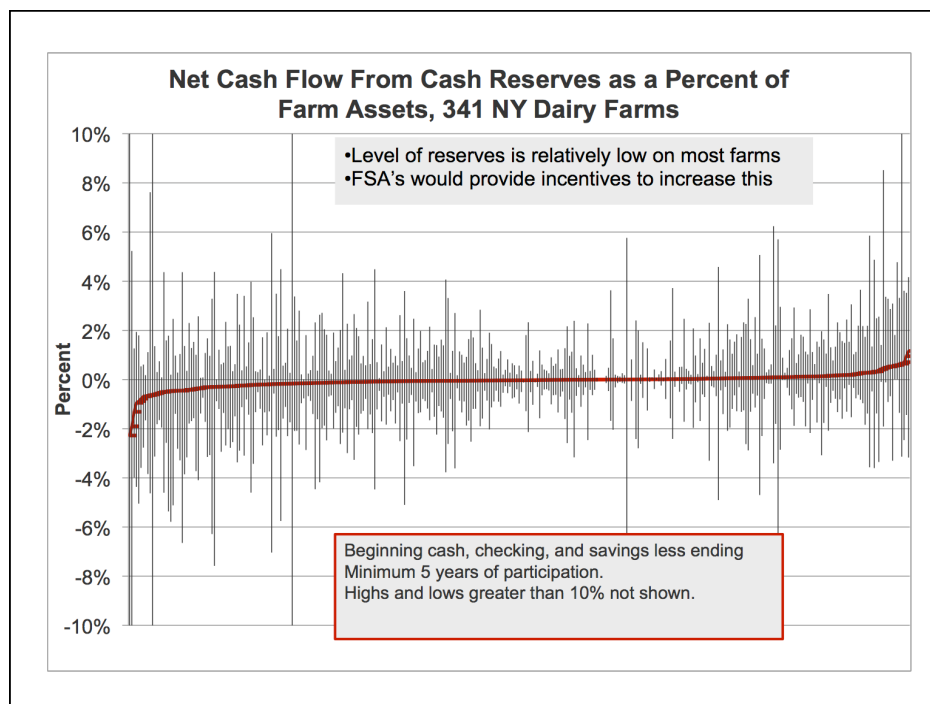 Net Cash Flow From Cash Reserves as a Percent of
Farm Assets, 341 NY Dairy Farms
•Level of reserves is relatively low on most farms
•FSA's would provide incentives to increase this
10%
8%
6%
4%
2%
0%
-2%
-4%
-6%
-8%
-10%
Percent
Beginning cash, checking, and savings less ending
Minimum 5 years of participation.
Highs and lows greater than 10% not shown.